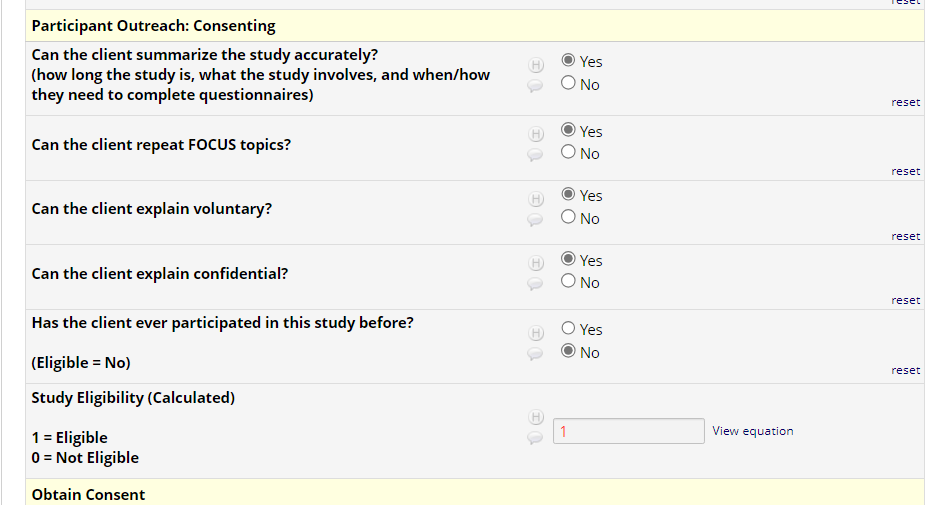 reset
Participant Outreach: Consenting
Can the client summarize the study accurately?
(how long the study is, what the study involves, and when/how
they need to complete questionnaires)
H
Yes
No
reset
Can the client repeat FOCUS topics?
H
Yes
No
reset
Can the client explain voluntary?
H
Yes
No
reset
Can the client explain confidential?
H
Yes
No
reset
Has the client ever participated in this study before?
(Eligible = No)
H
Yes
No
reset
Study Eligibility (Calculated)
1 = Eligible
0 = Not Eligible
H
1
View equation
Obtain Consent